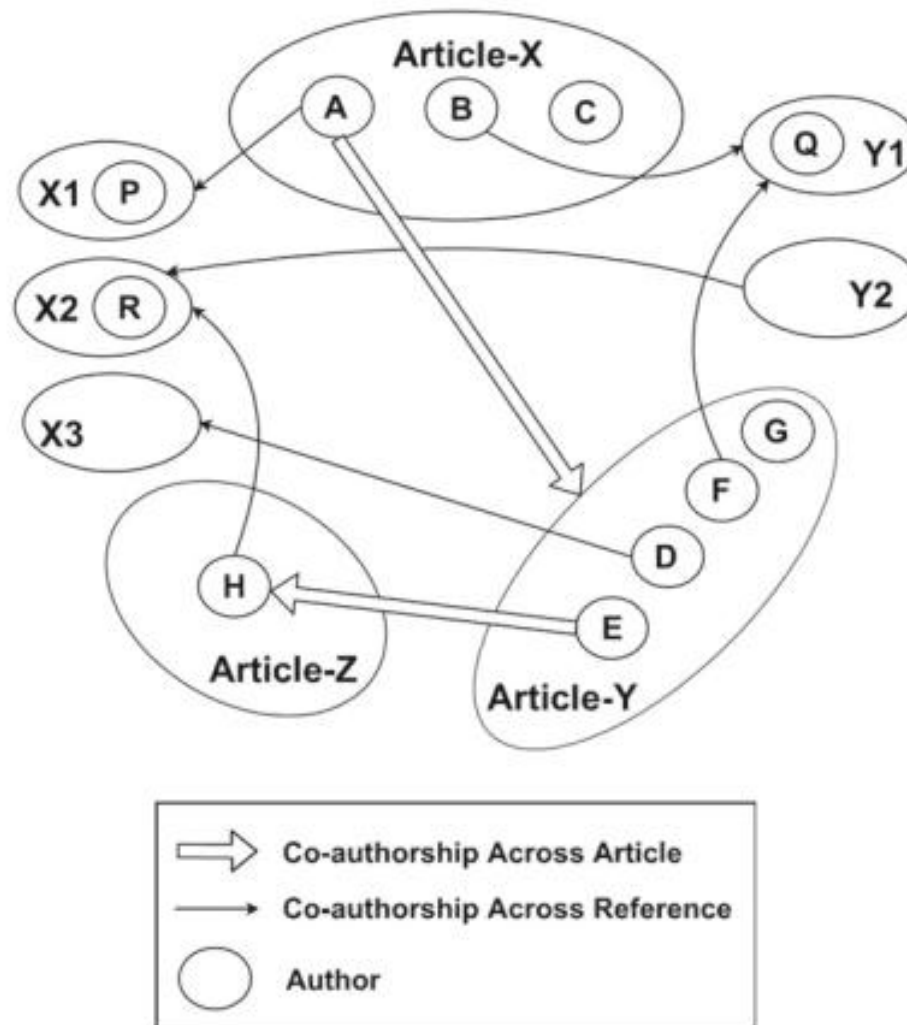 Article-X
A B C
Q Y1
X1 P
X2 R
Y2
X3
G
F
D
H
E
Article-Z
Article-Y
Co-authorship Across Article
Co-authorship Across Reference
Author